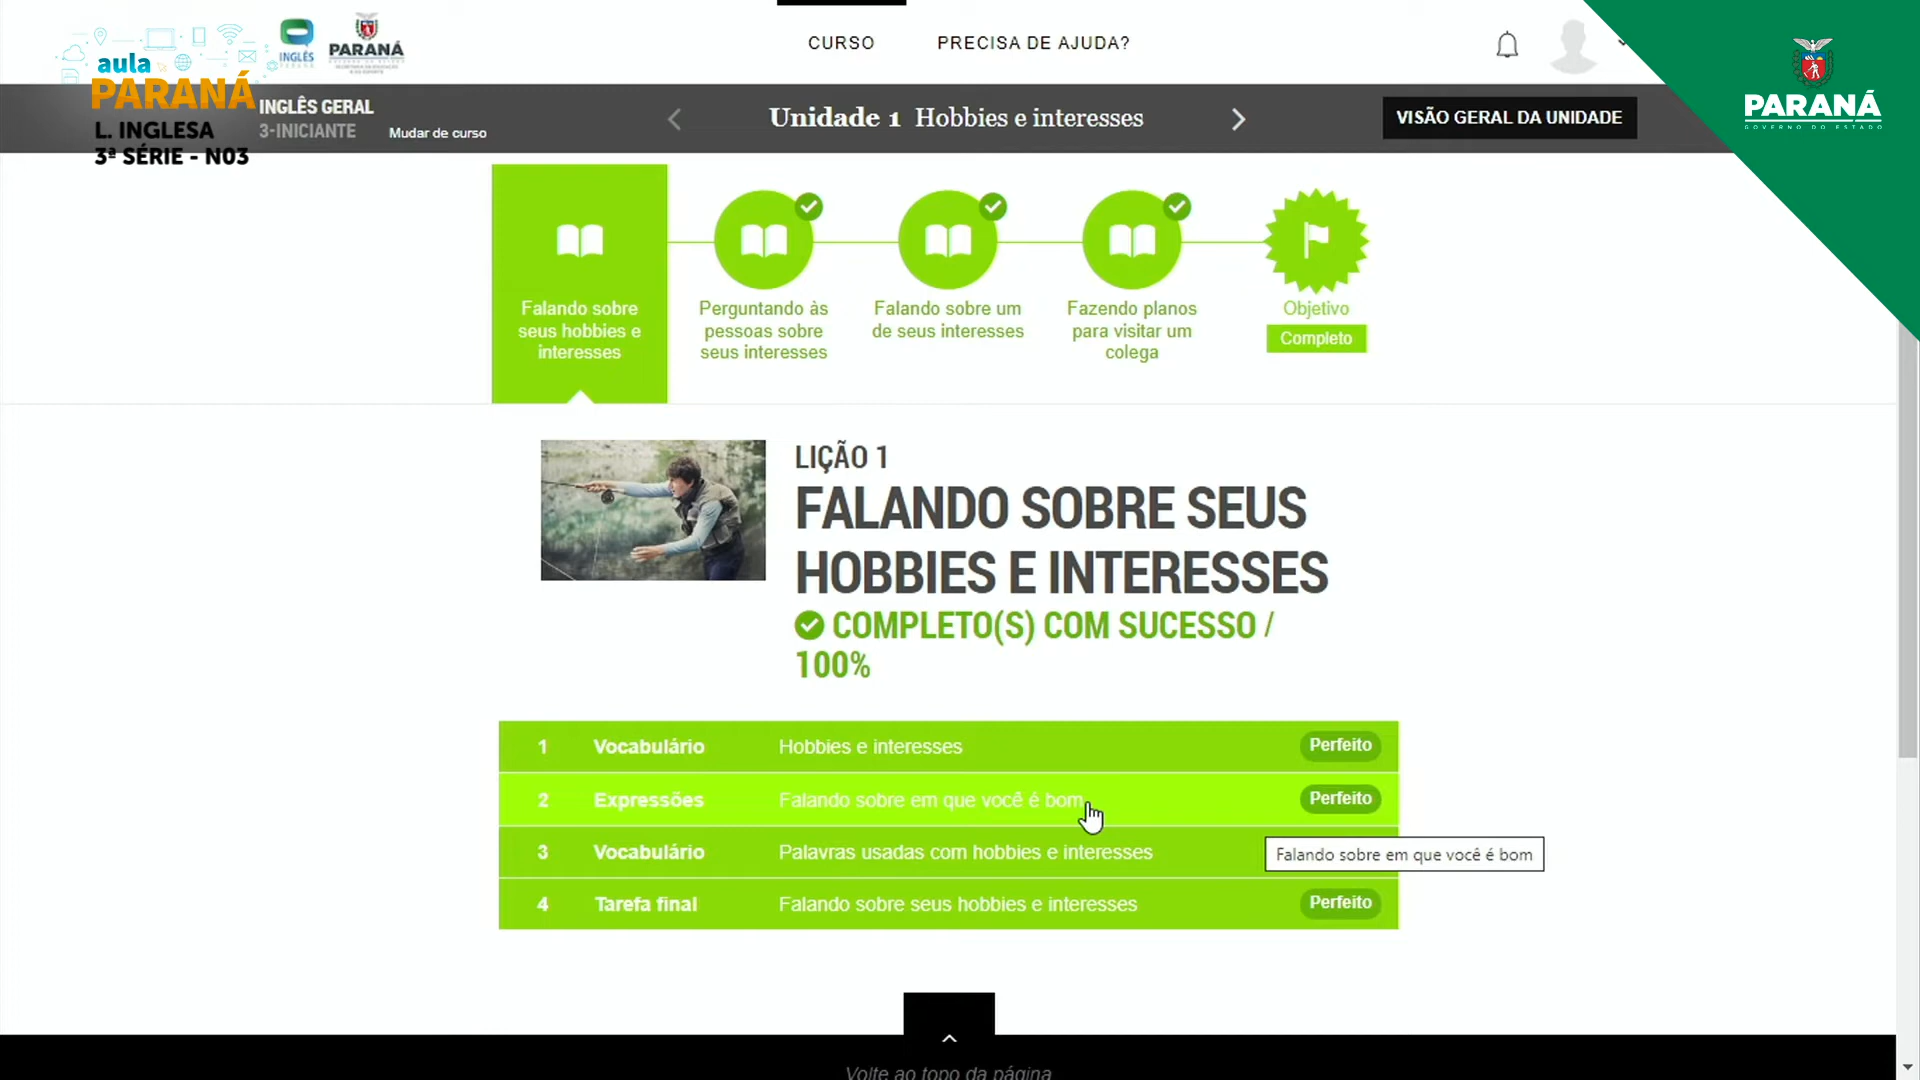 CURSO
PRECISA DE AJUDA?
aula
PARANÁ
L. INGLESA
3ª SÉRIE - N03
INGLÊS
PARANÁ
PARANÁ
INGLÊS GERAL
3-INICIANTE
Mudar de curso
Unidade 1 Hobbies e interesses
VISÃO GERAL DA UNIDADE
PARANÁ
GOVERNO DO ESTADO
Falando sobre
seus hobbies e
interesses
Perguntando às
pessoas sobre
seus interesses
Falando sobre um
de seus interesses
Fazendo planos
para visitar um
colega
Objetivo
Completo
LIÇÃO 1
FALANDO SOBRE SEUS
HOBBIES E INTERESSES
COMPLETO(S) COM SUCESSO /
100%
1 Vocabulário Hobbies e interesses Perfeito
2 Expressões Falando sobre em que você é bom Perfeito
3 Vocabulário Palavras usadas com hobbies e interesses
Falando sobre em que você é bom
4 Tarefa final Falando sobre seus hobbies e interesses Perfeito
Volte ao topo da página